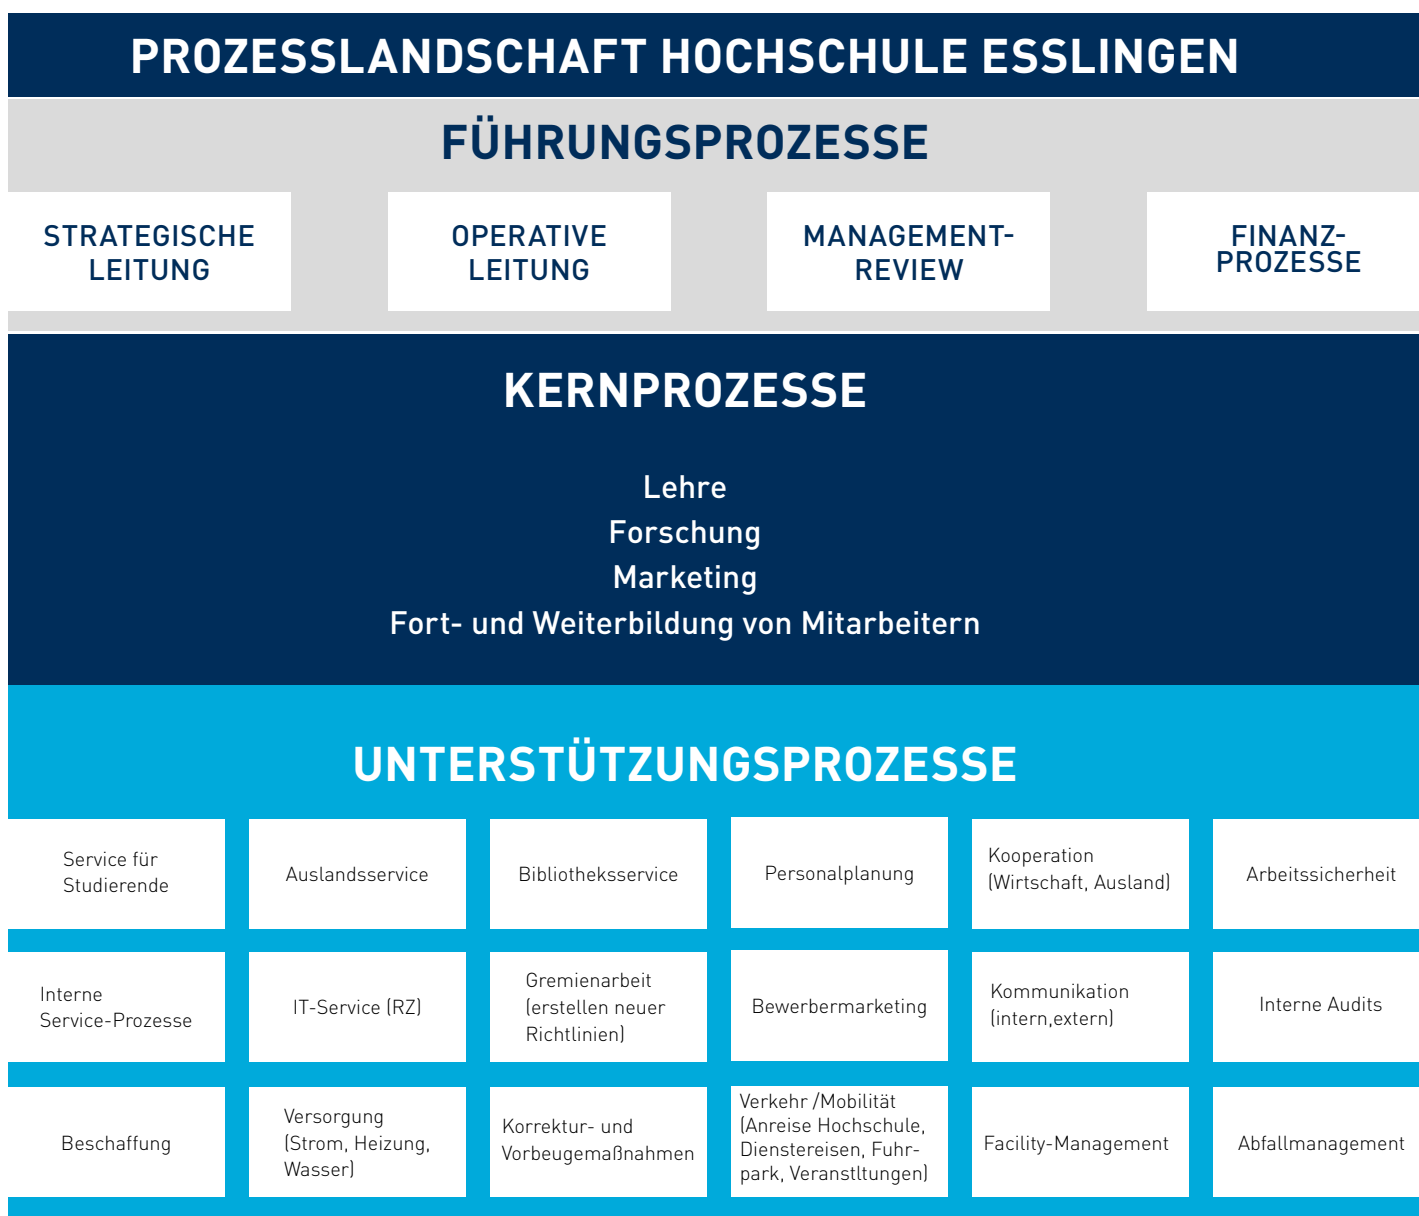 PROZESSLANDSCHAFT HOCHSCHULE ESSLINGEN
FÜHRUNGSPROZESSE
STRATEGISCHE
LEITUNG
OPERATIVE
LEITUNG
MANAGEMENT-
REVIEW
FINANZ-
PROZESSE
KERNPROZESSE
Lehre
Forschung
Marketing
Fort- und Weiterbildung von Mitarbeitern
UNTERSTÜTZUNGSPROZESSE
Service für
Studierende
Auslandsservice
Bibliotheksservice
Personalplanung
Kooperation
(Wirtschaft, Ausland)
Arbeitssicherheit
Interne
Service-Prozesse
IT-Service (RZ)
Gremienarbeit
(erstellen neuer
Richtlinien)
Bewerbermarketing
Kommunikation
(intern,extern)
Interne Audits
Beschaffung
Versorgung
(Strom, Heizung,
Wasser)
Korrektur- und
Vorbeugemaßnahmen
Verkehr /Mobilität
(Anreise Hochschule,
Dienstereisen, Fuhr-
park, Veranstltungen)
Facility-Management
Abfallmanagement